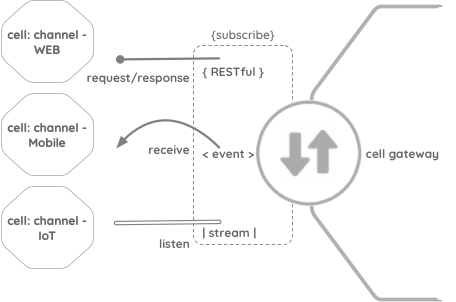 cell: channel -
WEB
{subscribe}
{ RESTful }
request/response
cell: channel -
Mobile
receive
< event >
cell gateway
cell: channel -
IoT
| stream |
listen